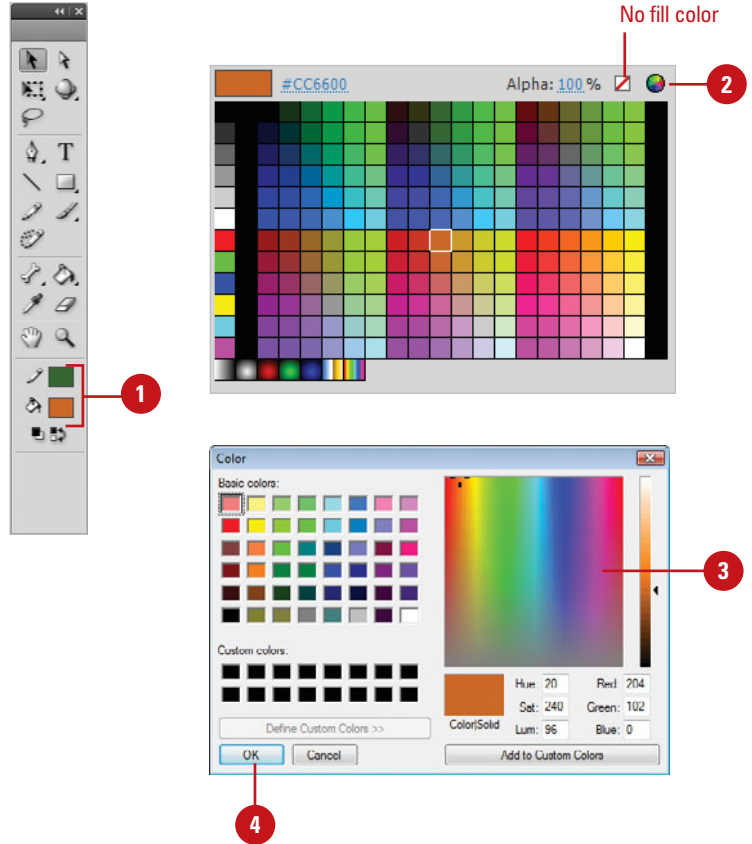 No fill color
#CC6600 Alpha: 100 %
2
T
1
Color
Basic colors:
3
Custom colors:
Hue: 20 Red: 204
Sat: 240 Green: 102
Color|Solid Lum: 96 Blue: 0
Define Custom Colors >>
OK Cancel Add to Custom Colors
4